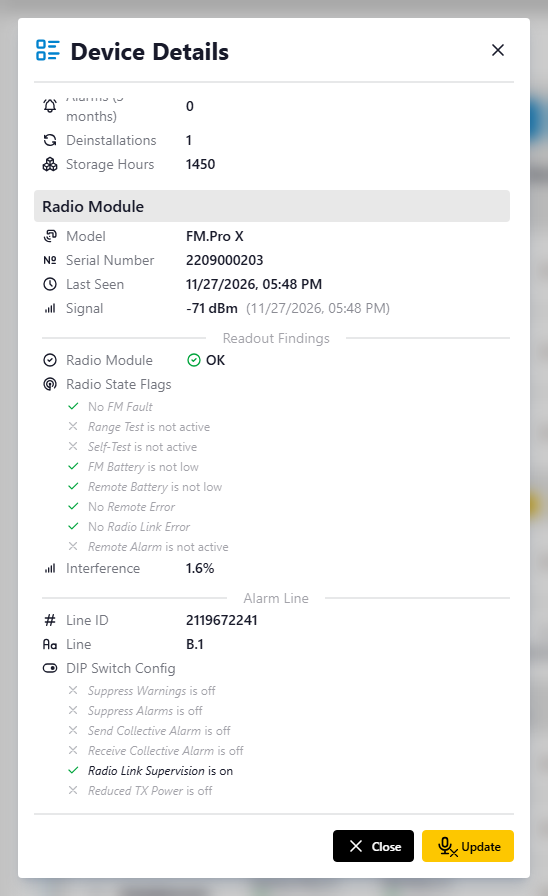 Device Details
Alarms (3
months)
0
Deinstallations
1
Storage Hours
1450
Radio Module
Model
FM.Pro X
Serial Number
2209000203
Last Seen
11/27/2026, 05:48 PM
Signal
-71 dBm (11/27/2026, 05:48 PM)
Readout Findings
Radio Module
OK
Radio State Flags
No FM Fault
Range Test is not active
Self-Test is not active
FM Battery is not low
Remote Battery is not low
No Remote Error
No Radio Link Error
Remote Alarm is not active
Interference
1.6%
Alarm Line
Line ID
2119672241
Line
B.1
DIP Switch Config
Suppress Warnings is off
Suppress Alarms is off
Send Collective Alarm is off
Receive Collective Alarm is off
Radio Link Supervision is on
Reduced TX Power is off
Close
Update